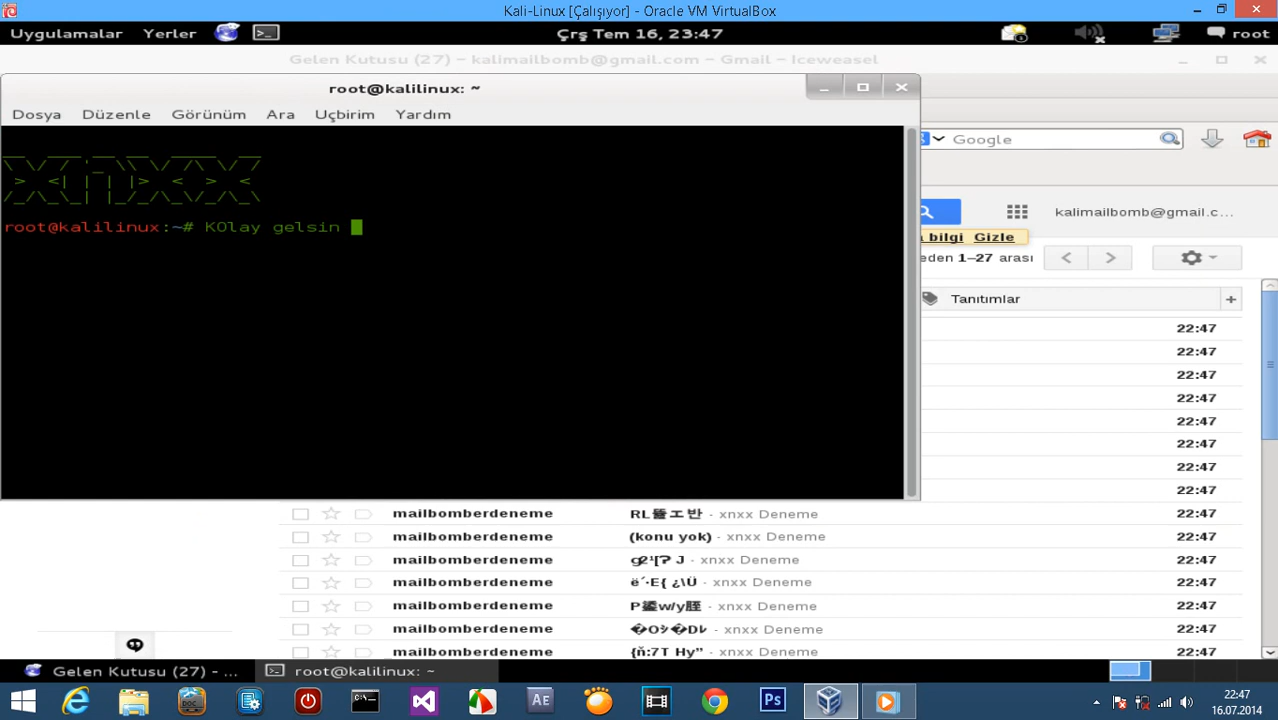 Kali-Linux [Çalışıyor] - Oracle VM VirtualBox
Uygulamalar Yerler Çrş Tem 16, 23:47 root
Gelen Kutusu (27) – kalimailbomb@gmail.com – Gmail – Iceweasel
root@kalilinux: ~
Dosya Düzenle Görünüm Ara Uçbirim Yardım
Google
xnxx
root@kalilinux:~# KOlay gelsin
kalimailbomb@gmail.c...
bilgi Gizle
eden 1–27 arası
Tanıtımlar
22:47
22:47
22:47
22:47
22:47
22:47
22:47
22:47
mailbomberdeneme - xnxx Deneme 22:47
mailbomberdeneme (konu yok) - xnxx Deneme 22:47
mailbomberdeneme - xnxx Deneme 22:47
mailbomberdeneme - xnxx Deneme 22:47
mailbomberdeneme - xnxx Deneme 22:47
mailbomberdeneme - xnxx Deneme 22:47
mailbomberdeneme {ň:7T Hy” - xnxx Deneme 22:47
Gelen Kutusu (27) - ... root@kalilinux: ~
22:47
16.07.2014